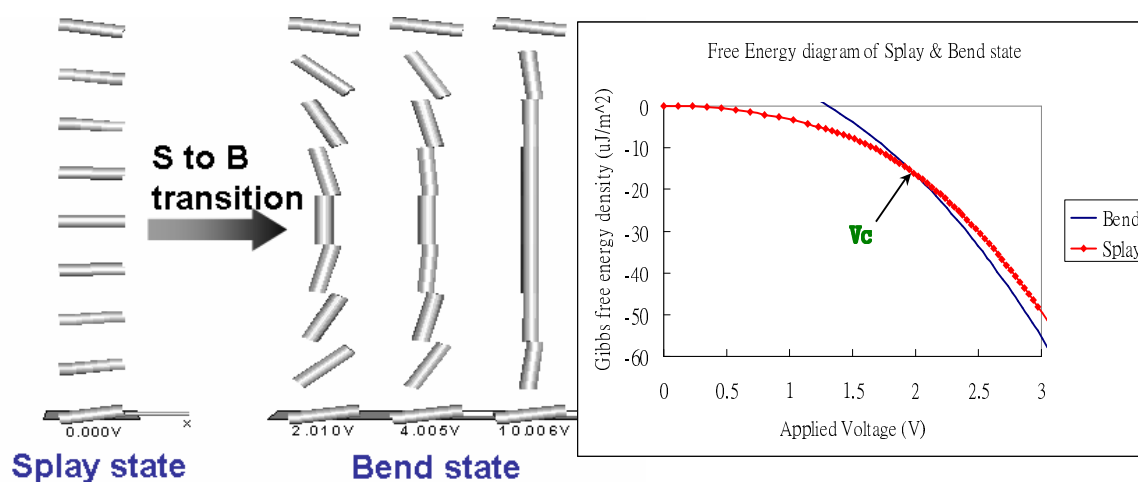 S to B
transition
0.000V
x
2.010V
4.005V
10.006V
Splay state
Bend state
Free Energy diagram of Splay & Bend state
Gibbs free energy density (uJ/m^2)
0
-10
-20
-30
-40
-50
-60
0
0.5
1
1.5
2
2.5
3
Applied Voltage (V)
Vc
Bend
Splay